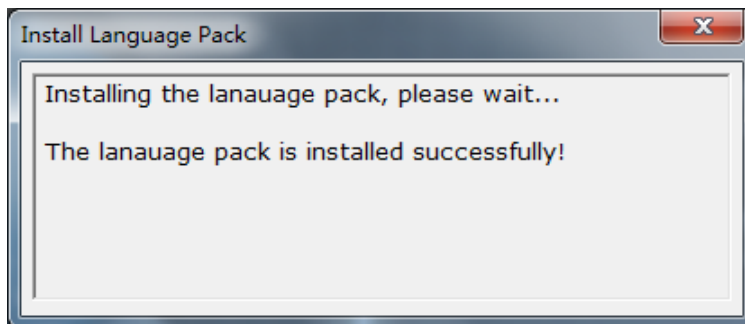 Install Language Pack
Installing the lanauage pack, please wait...
The lanauage pack is installed successfully!